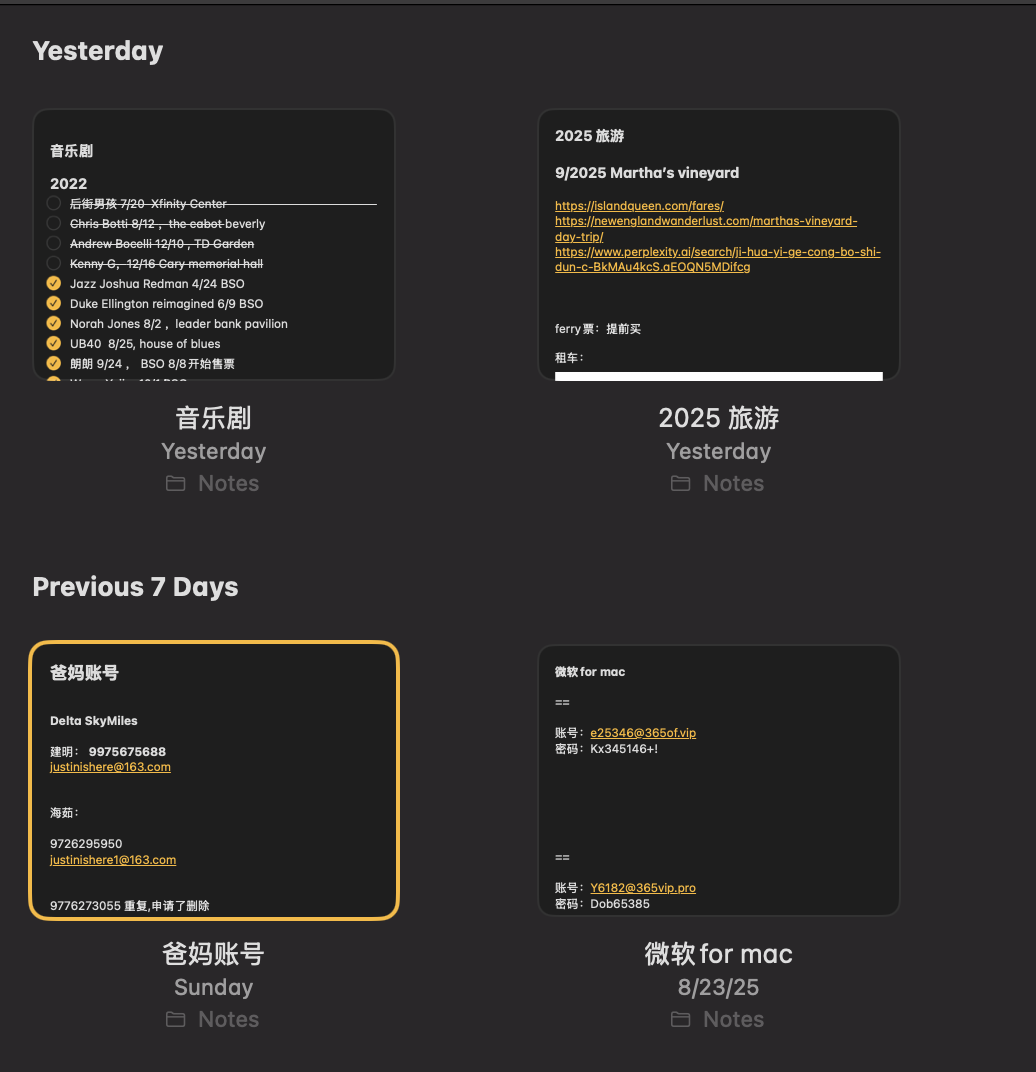 Yesterday
音乐剧
2022
后街男孩 7/20  Xfinity Center
Chris Botti 8/12， the cabot beverly
Andrew Bocelli 12/10 , TD Garden
Kenny G,  12/16 Cary memorial hall
Jazz Joshua Redman 4/24 BSO
Duke Ellington reimagined 6/9 BSO
Norah Jones 8/2，leader bank pavilion
UB40  8/25, house of blues
朗朗 9/24， BSO 8/8开始售票
音乐剧
Yesterday
Notes
2025 旅游
9/2025 Martha’s vineyard
https://islandqueen.com/fares/
https://newenglandwanderlust.com/marthas-vineyard-
day-trip/
https://www.perplexity.ai/search/ji-hua-yi-ge-cong-bo-shi-
dun-c-BkMAu4kcS.aEOQN5MDifcg
ferry票：提前买
租车：
2025 旅游
Yesterday
Notes
Previous 7 Days
爸妈账号
Delta SkyMiles
建明： 9975675688
justinishere@163.com
海茹：
9726295950
justinishere1@163.com
9776273055 重复,申请了删除
爸妈账号
Sunday
Notes
微软for mac
==
账号：e25346@365of.vip
密码：Kx345146+!
==
账号：Y6182@365vip.pro
密码：Dob65385
微软for mac
8/23/25
Notes